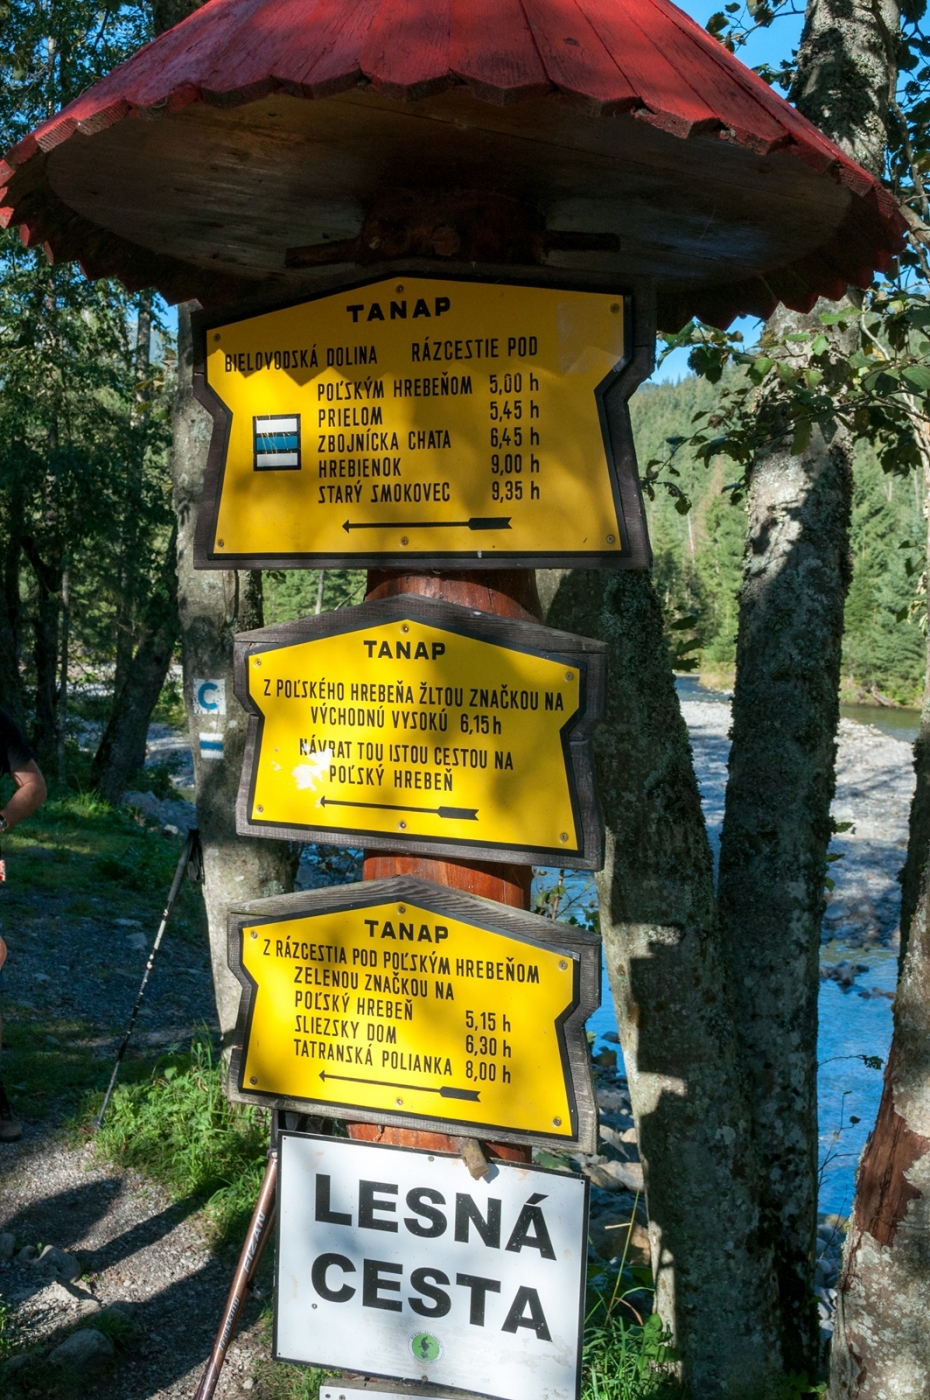 TANAP
BIELOVODSKÁ DOLINA RÁZCESTIE POD
POĽSKÝM HREBEŇOM 5,00 h
PRIELOM 5,45 h
ZBOJNÍCKA CHATA 6,45 h
HREBIENOK 9,00 h
STARÝ SMOKOVEC 9,35 h
TANAP
Z POĽSKÉHO HREBEŇA ŽLTOU ZNAČKOU NA
VÝCHODNÚ VYSOKÚ 6,15 h
NÁVRAT TOU ISTOU CESTOU NA
POĽSKÝ HREBEŇ
C
TANAP
Z RÁZCESTIA POD POĽSKÝM HREBEŇOM
ZELENOU ZNAČKOU NA
POĽSKÝ HREBEŇ 5,15 h
SLIEZSKY DOM 6,30 h
TATRANSKÁ POLIANKA 8,00 h
LESNÁ
CESTA